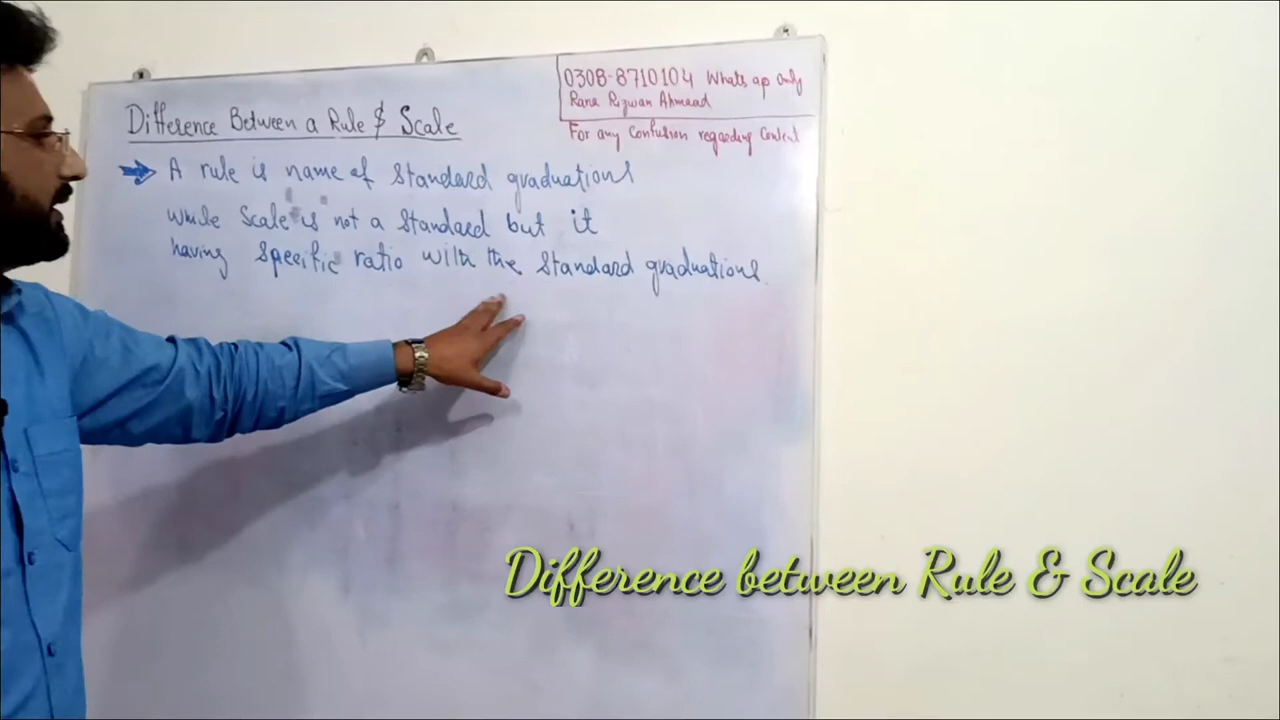 Difference Between a Rule & Scale
0308-8710104 Whats ap only
Rana Rizwan Ahmaad
For any Confusion regarding Content
A rule is name of Standard graduations
while Scale is not a Standard but it
having Specific ratio with the Standard graduations.
Difference between Rule & Scale